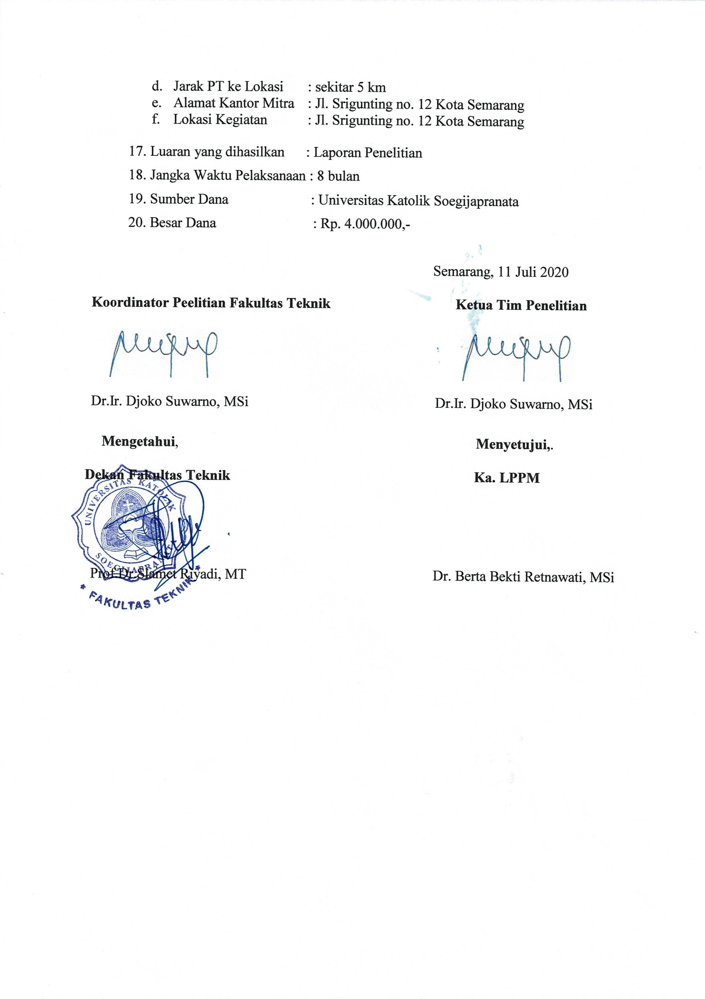 d. Jarak PT ke Lokasi : sekitar 5 km
e. Alamat Kantor Mitra : Jl. Srigunting no. 12 Kota Semarang
f. Lokasi Kegiatan : Jl. Srigunting no. 12 Kota Semarang
17. Luaran yang dihasilkan : Laporan Penelitian
18. Jangka Waktu Pelaksanaan : 8 bulan
19. Sumber Dana : Universitas Katolik Soegijapranata
20. Besar Dana : Rp. 4.000.000,-
Semarang, 11 Juli 2020
Koordinator Peelitian Fakultas Teknik Ketua Tim Penelitian
Dr.Ir. Djoko Suwarno, MSi Dr.Ir. Djoko Suwarno, MSi
Mengetahui, Menyetujui,.
Dekan Fakultas Teknik Ka. LPPM
UNIVERSITAS KATOLIK
SOEGIJAPRANATA
Prof.Dr.Slamet Riyadi, MT Dr. Berta Bekti Retnawati, MSi
* FAKULTAS TEKNIK *